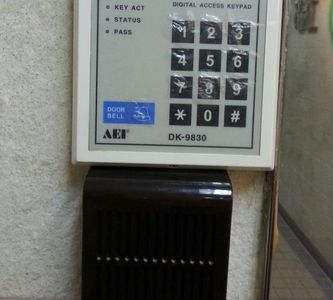 DIGITAL ACCESS KEYPAD
KEY ACT
STATUS
PASS
1 2 3
4 5 6
7 8 9
* 0 #
DOOR
BELL
AEI
DK-9830